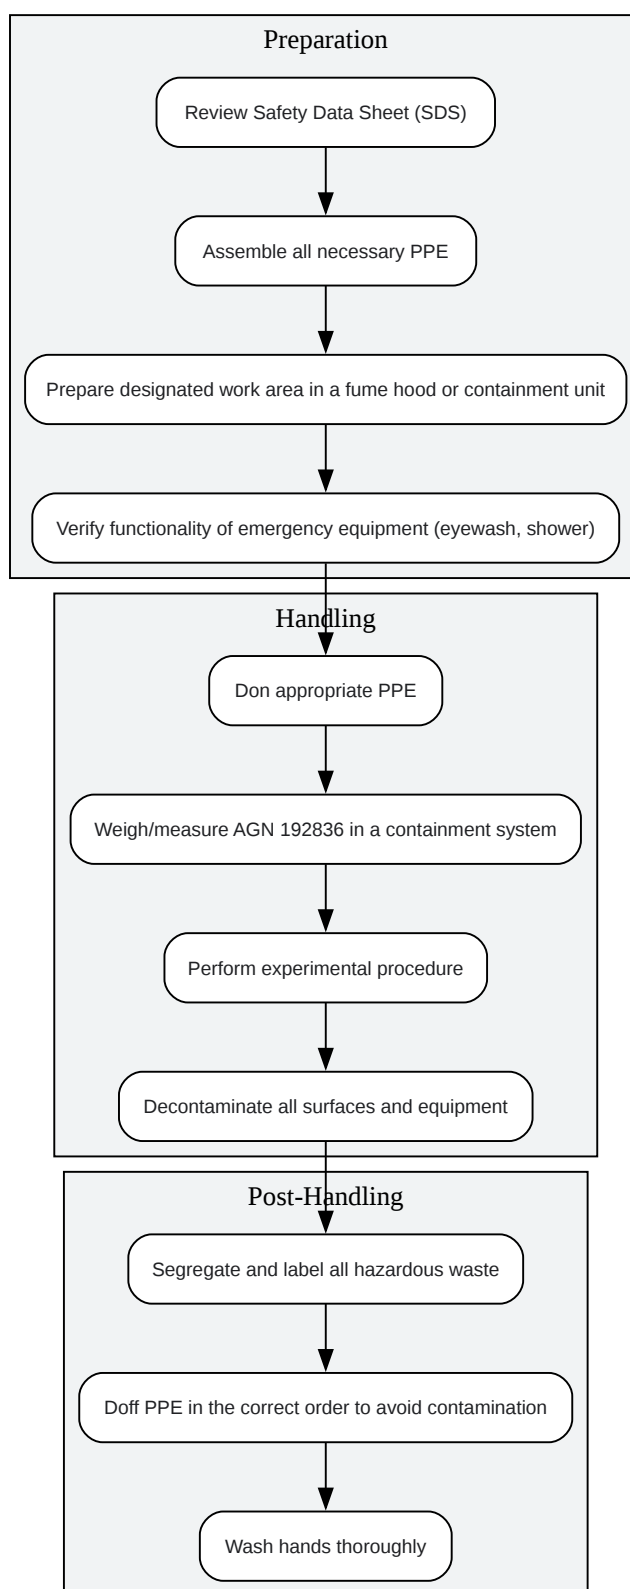 Preparation
Review Safety Data Sheet (SDS)
Assemble all necessary PPE
Prepare designated work area in a fume hood or containment unit
Verify functionality of emergency equipment (eyewash, shower)
Handling
Don appropriate PPE
Weigh/measure AGN 192836 in a containment system
Perform experimental procedure
Decontaminate all surfaces and equipment
Post-Handling
Segregate and label all hazardous waste
Doff PPE in the correct order to avoid contamination
Wash hands thoroughly